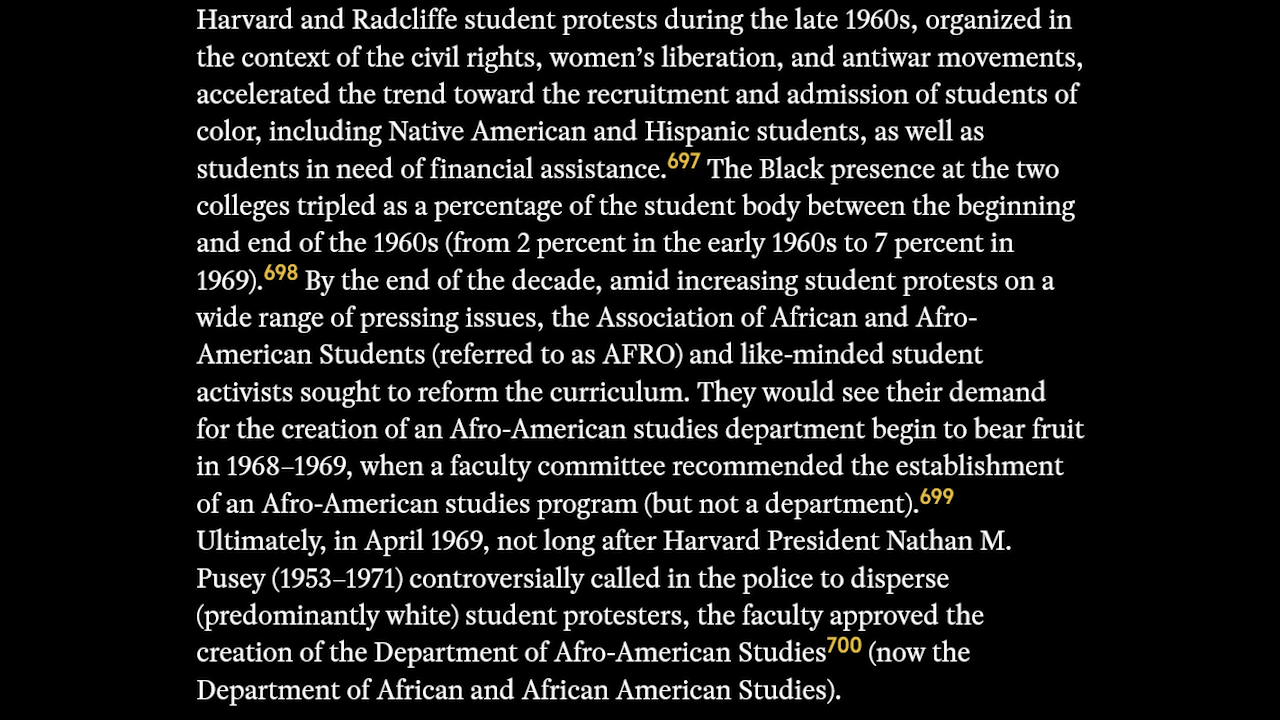 Harvard and Radcliffe student protests during the late 1960s, organized in
the context of the civil rights, women’s liberation, and antiwar movements,
accelerated the trend toward the recruitment and admission of students of
color, including Native American and Hispanic students, as well as
students in need of financial assistance.697 The Black presence at the two
colleges tripled as a percentage of the student body between the beginning
and end of the 1960s (from 2 percent in the early 1960s to 7 percent in
1969).698 By the end of the decade, amid increasing student protests on a
wide range of pressing issues, the Association of African and Afro-
American Students (referred to as AFRO) and like-minded student
activists sought to reform the curriculum. They would see their demand
for the creation of an Afro-American studies department begin to bear fruit
in 1968–1969, when a faculty committee recommended the establishment
of an Afro-American studies program (but not a department).699
Ultimately, in April 1969, not long after Harvard President Nathan M.
Pusey (1953–1971) controversially called in the police to disperse
(predominantly white) student protesters, the faculty approved the
creation of the Department of Afro-American Studies700 (now the
Department of African and African American Studies).